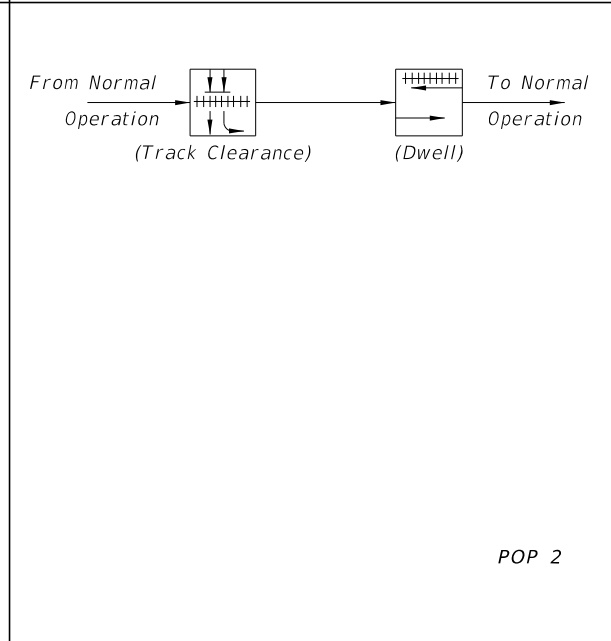 From Normal
Operation
(Track Clearance)
(Dwell)
To Normal
Operation
POP 2